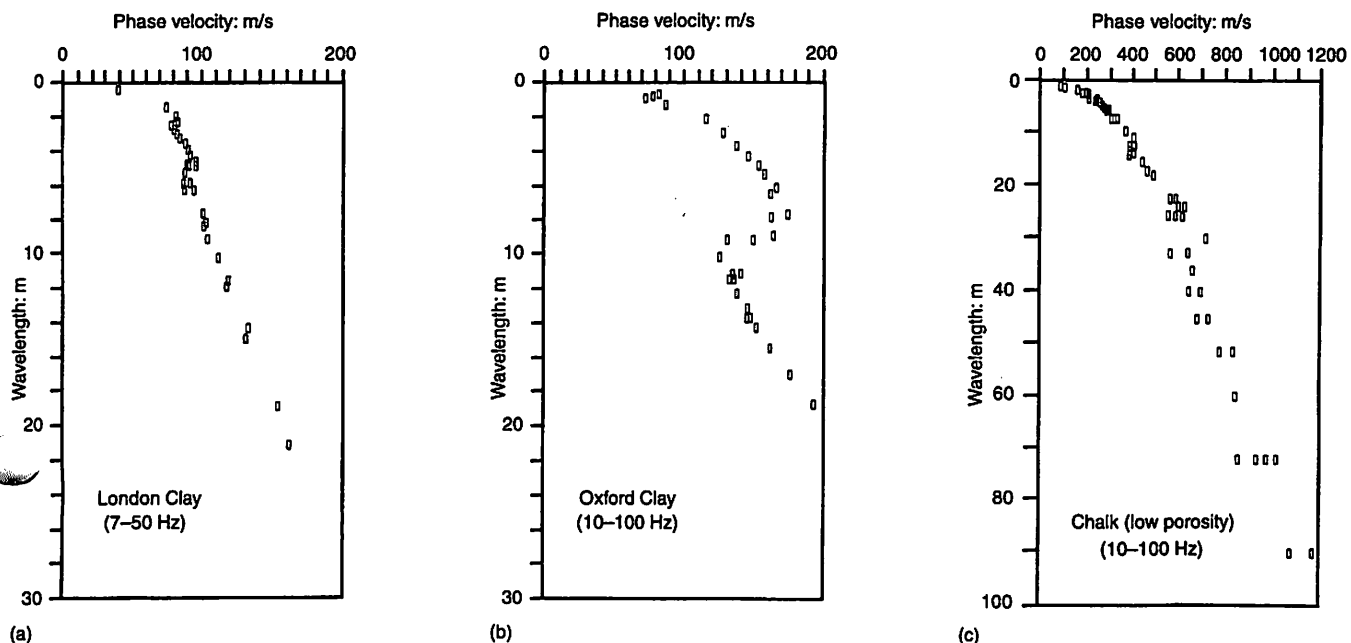 Phase velocity: m/s
0 100 200
0
10
20
30
Wavelength: m
London Clay
(7–50 Hz)
(a)
Phase velocity: m/s
0 100 200
0
10
20
30
Wavelength: m
Oxford Clay
(10–100 Hz)
(b)
Phase velocity: m/s
0 200 400 600 800 1000 1200
0
20
40
60
80
100
Wavelength: m
Chalk (low porosity)
(10–100 Hz)
(c)